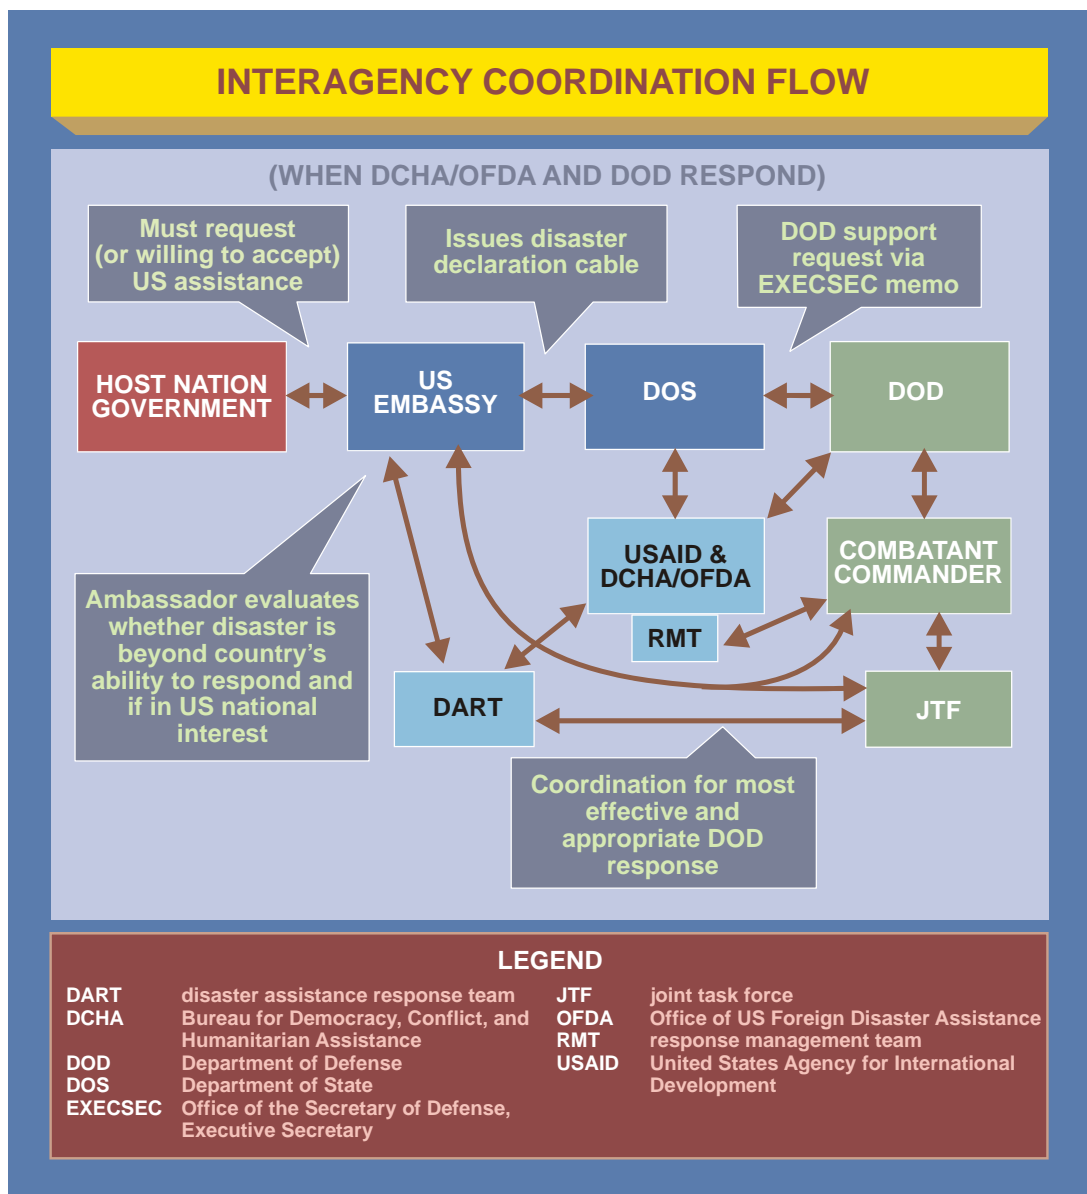 INTERAGENCY COORDINATION FLOW
(WHEN DCHA/OFDA AND DOD RESPOND)
Must request
(or willing to accept)
US assistance
Issues disaster
declaration cable
DOD support
request via
EXECSEC memo
HOST NATION
GOVERNMENT
US
EMBASSY
DOS
DOD
USAID &
DCHA/OFDA
RMT
COMBATANT
COMMANDER
Ambassador evaluates
whether disaster is
beyond country's
ability to respond and
if in US national
interest
DART
JTF
Coordination for most
effective and
appropriate DOD
response
LEGEND
DART disaster assistance response team
DCHA Bureau for Democracy, Conflict, and
Humanitarian Assistance
DOD Department of Defense
DOS Department of State
EXECSEC Office of the Secretary of Defense,
Executive Secretary
JTF joint task force
OFDA Office of US Foreign Disaster Assistance
RMT response management team
USAID United States Agency for International
Development